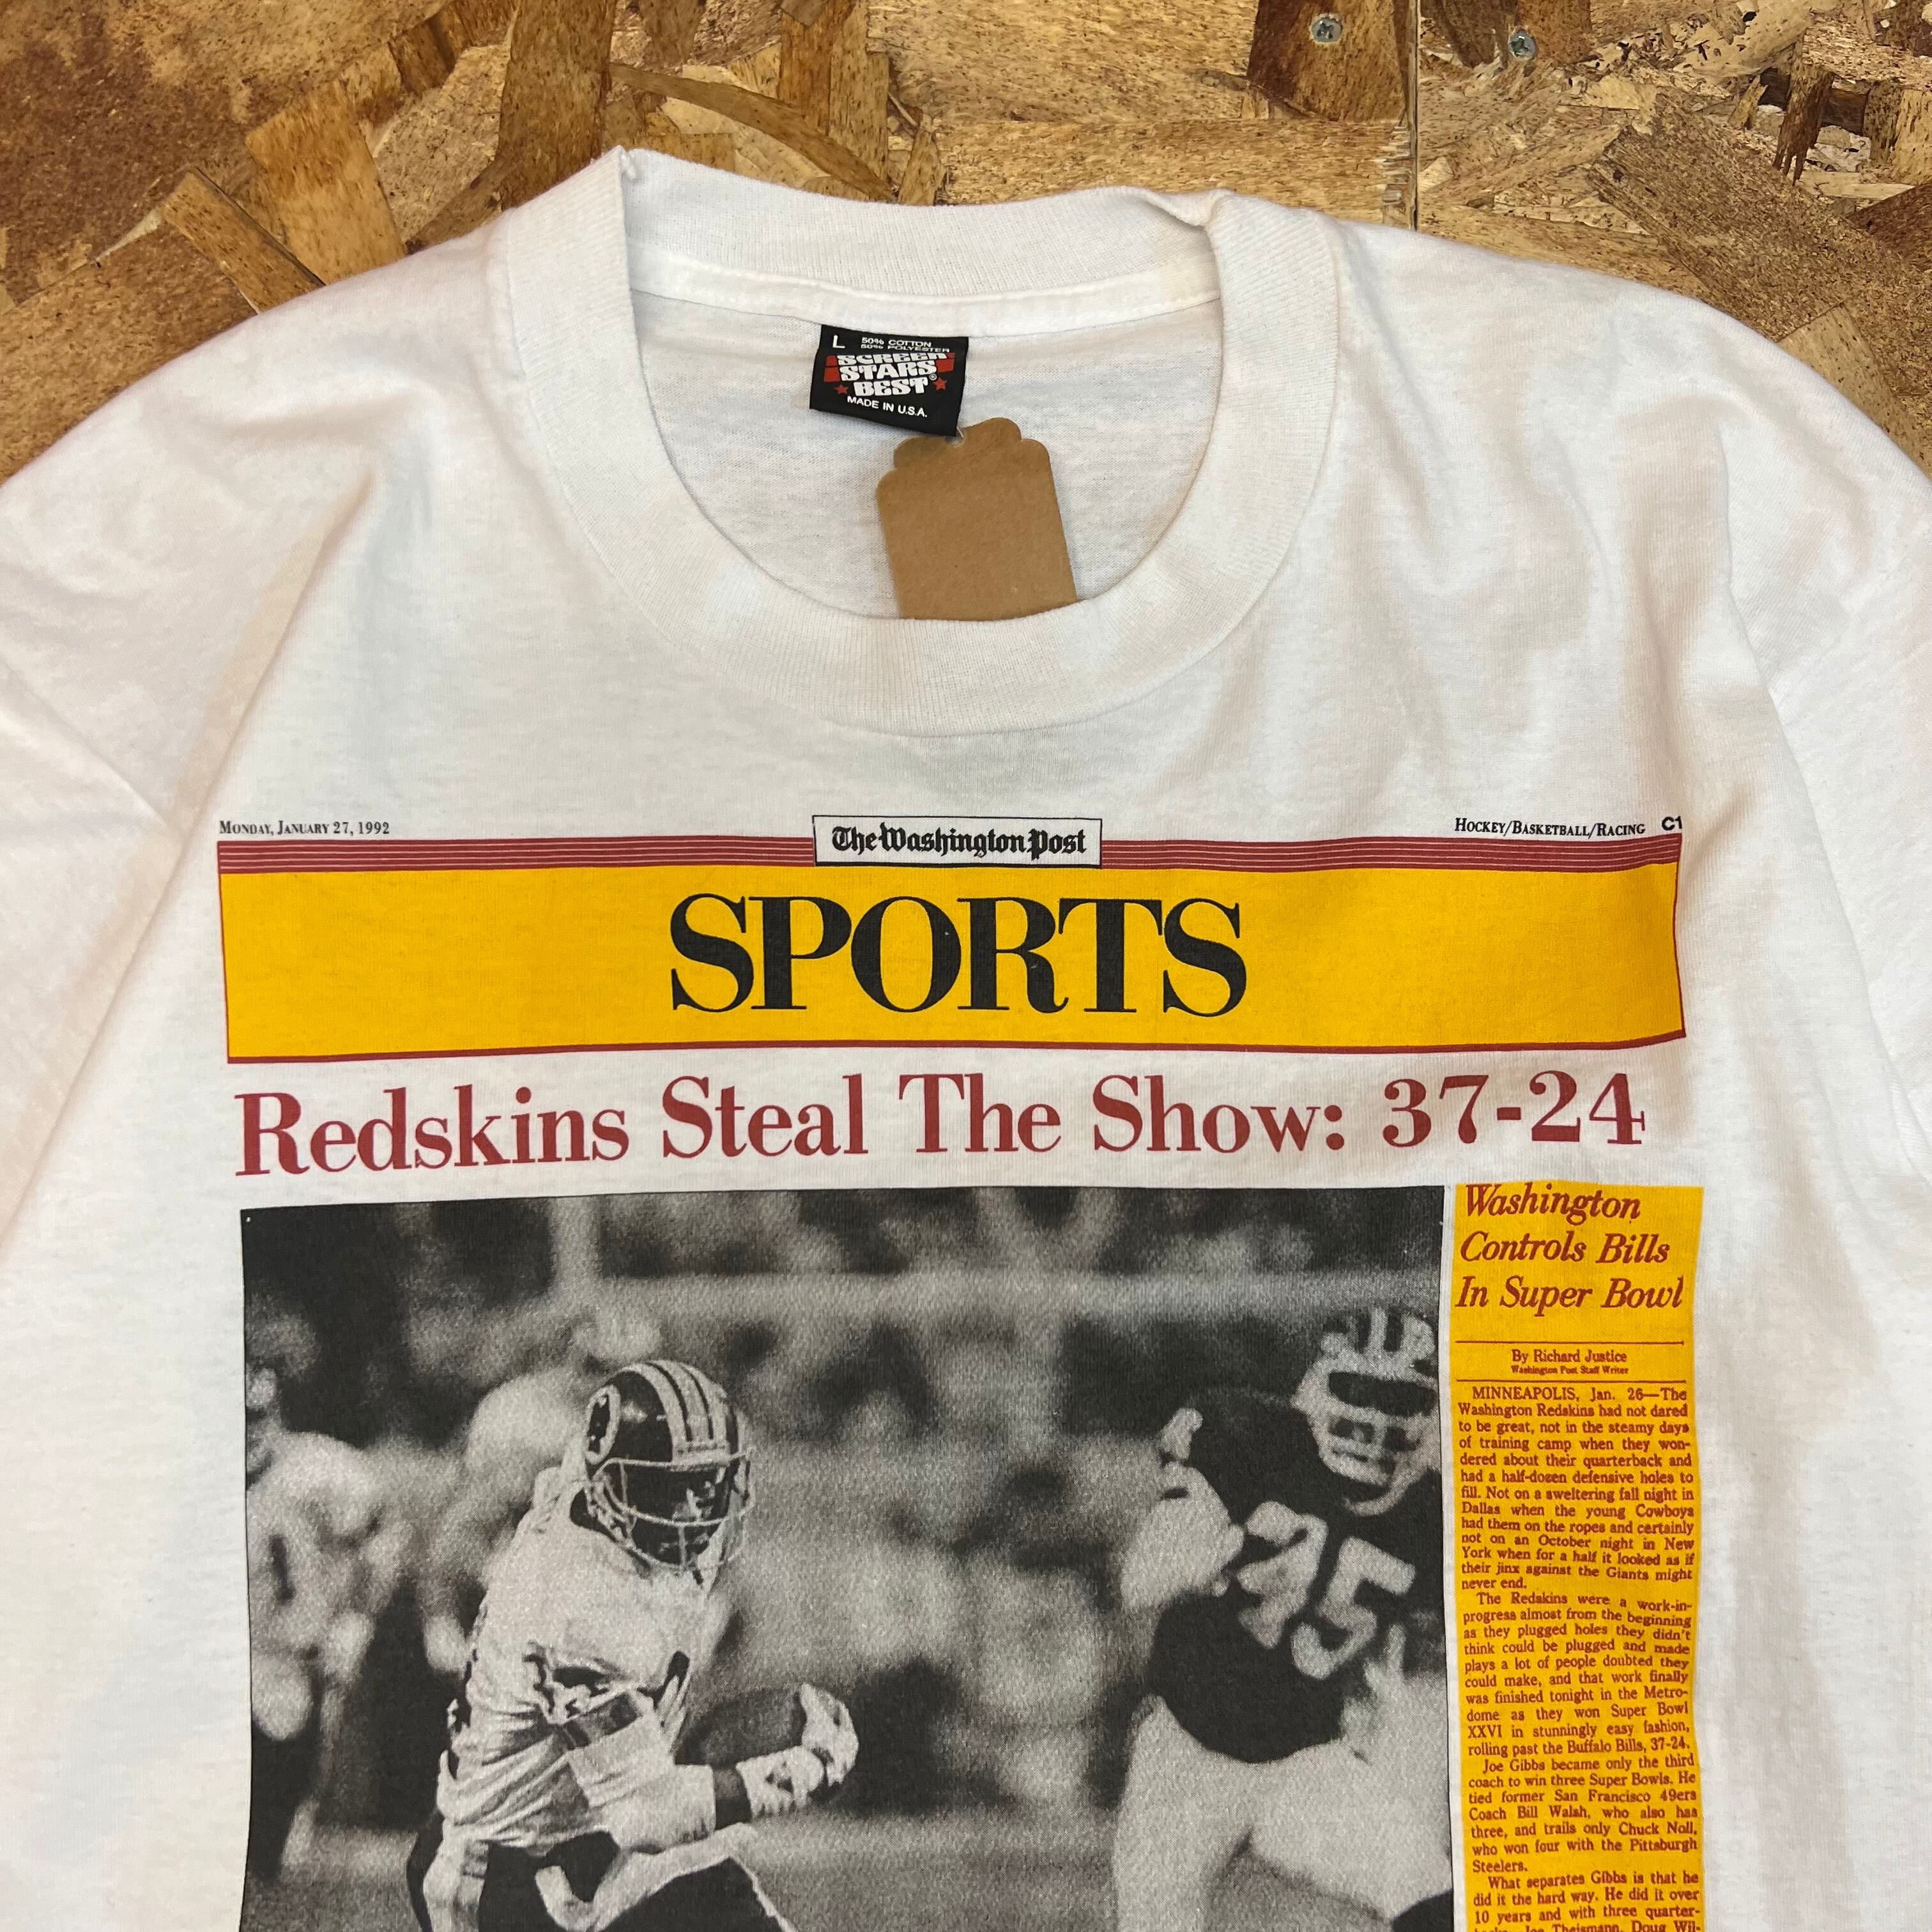 L 50% COTTON
50% POLYESTER
SCREEN
STARS
BEST®
MADE IN U.S.A.
MONDAY, JANUARY 27, 1992
The Washington Post
HOCKEY/BASKETBALL/RACING C1
SPORTS
Redskins Steal The Show: 37-24
Washington
Controls Bills
In Super Bowl
By Richard Justice
Washington Post Staff Writer
MINNEAPOLIS, Jan. 26—The
Washington Redskins had not dared
to be great, not in the steamy days
of training camp when they won-
dered about their quarterback and
had a half-dozen defensive holes to
fill. Not on a sweltering fall night in
Dallas when the young Cowboys
had them on the ropes and certainly
not on an October night in New
York when for a half it looked as if
their jinx against the Giants might
never end.
The Redskins were a work-in-
progress almost from the beginning
as they plugged holes they didn't
think could be plugged and made
plays a lot of people doubted they
could make, and that work finally
was finished tonight in the Metro-
dome as they won Super Bowl
XXVI in stunningly easy fashion,
rolling past the Buffalo Bills, 37-24.
Joe Gibbs became only the third
coach to win three Super Bowls. He
tied former San Francisco 49ers
Coach Bill Walsh, who also has
three, and trails only Chuck Noll,
who won four with the Pittsburgh
Steelers.
What separates Gibbs is that he
did it the hard way. He did it over
10 years and with three quarter-
backs, Joe Theismann, Doug Wil-
95